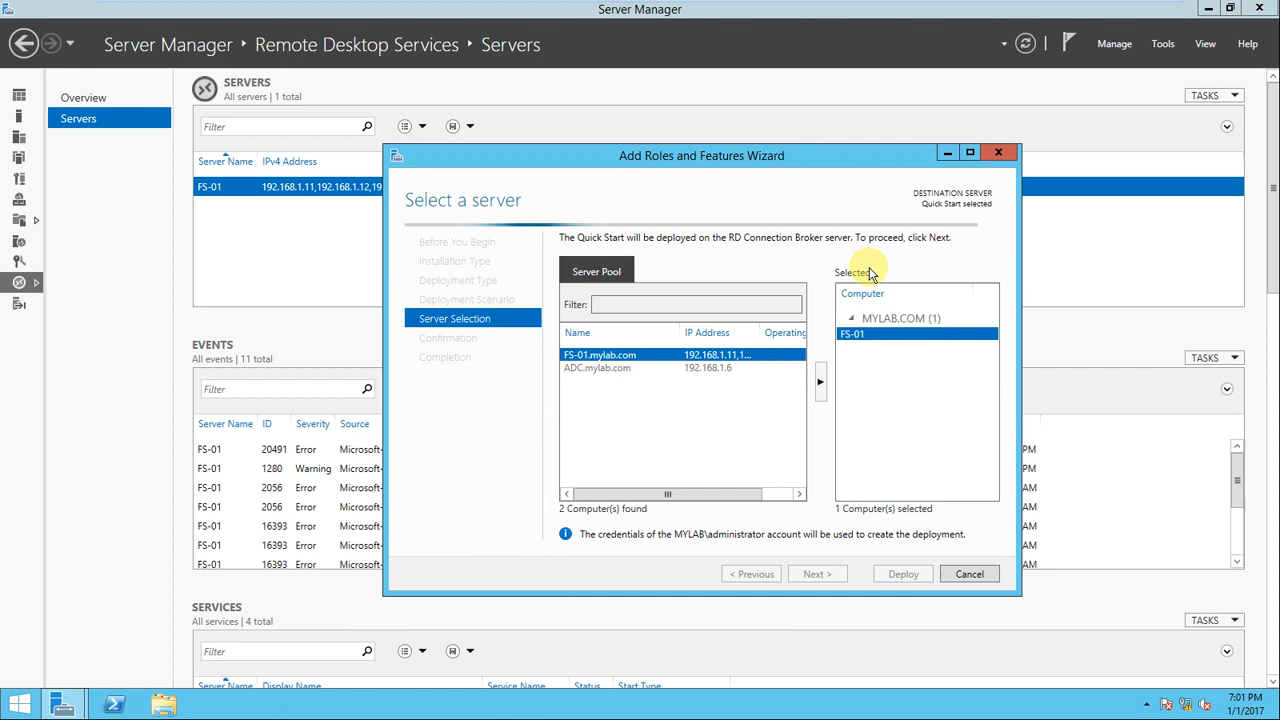 Server Manager
Server Manager ‣ Remote Desktop Services ‣ Servers
Manage Tools View Help
Overview
Servers
SERVERS
All servers | 1 total
TASKS
Filter
Server Name IPv4 Address
FS-01 192.168.1.11,192.168.1.12,19
Add Roles and Features Wizard
Select a server
DESTINATION SERVER
Quick Start selected
Before You Begin
Installation Type
Deployment Type
Deployment Scenario
Server Selection
Confirmation
Completion
The Quick Start will be deployed on the RD Connection Broker server. To proceed, click Next.
Server Pool
Filter:
Name IP Address Operating
FS-01.mylab.com 192.168.1.11,1...
ADC.mylab.com 192.168.1.6
2 Computer(s) found
Selected
Computer
MYLAB.COM (1)
FS-01
1 Computer(s) selected
The credentials of the MYLAB\administrator account will be used to create the deployment.
< Previous Next > Deploy Cancel
EVENTS
All events | 11 total
TASKS
Filter
Server Name ID Severity Source
FS-01 20491 Error Microsoft- PM
FS-01 1280 Warning Microsoft- AM
FS-01 2056 Error Microsoft- AM
FS-01 2056 Error Microsoft- AM
FS-01 16393 Error Microsoft- AM
FS-01 16393 Error Microsoft- AM
FS-01 16393 Error Microsoft- AM
SERVICES
All services | 4 total
TASKS
Filter
Server Name Display Name Service Name Status Start Type
7:01 PM
1/1/2017